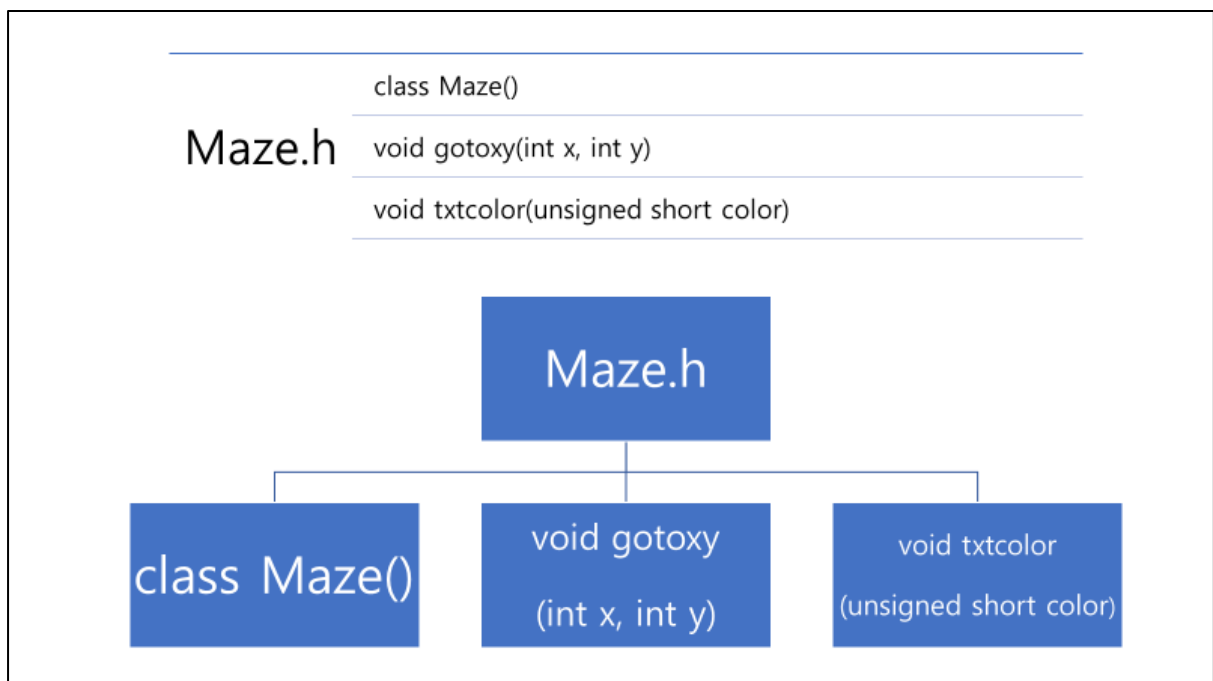 class Maze()
Maze.h
void gotoxy(int x, int y)
void txtcolor(unsigned short color)
Maze.h
class Maze()
void gotoxy
(int x, int y)
void txtcolor
(unsigned short color)